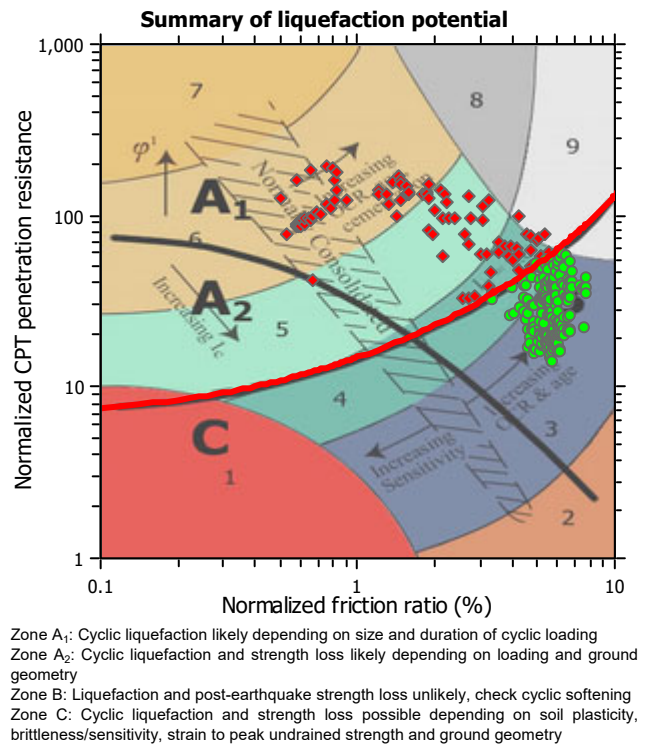 Summary of liquefaction potential
1,000
7
8
9
φ'
Increasing
OCR &
cementation
A1
100
6
Consolidated
A2
Increasing Ic
5
10
4
Increasing
OCR & age
C
3
Increasing
Sensitivity
1
2
1
0.1
1
10
Normalized CPT penetration resistance
Normalized friction ratio (%)
Zone A1: Cyclic liquefaction likely depending on size and duration of cyclic loading
Zone A2: Cyclic liquefaction and strength loss likely depending on loading and ground
geometry
Zone B: Liquefaction and post-earthquake strength loss unlikely, check cyclic softening
Zone C: Cyclic liquefaction and strength loss possible depending on soil plasticity,
brittleness/sensitivity, strain to peak undrained strength and ground geometry